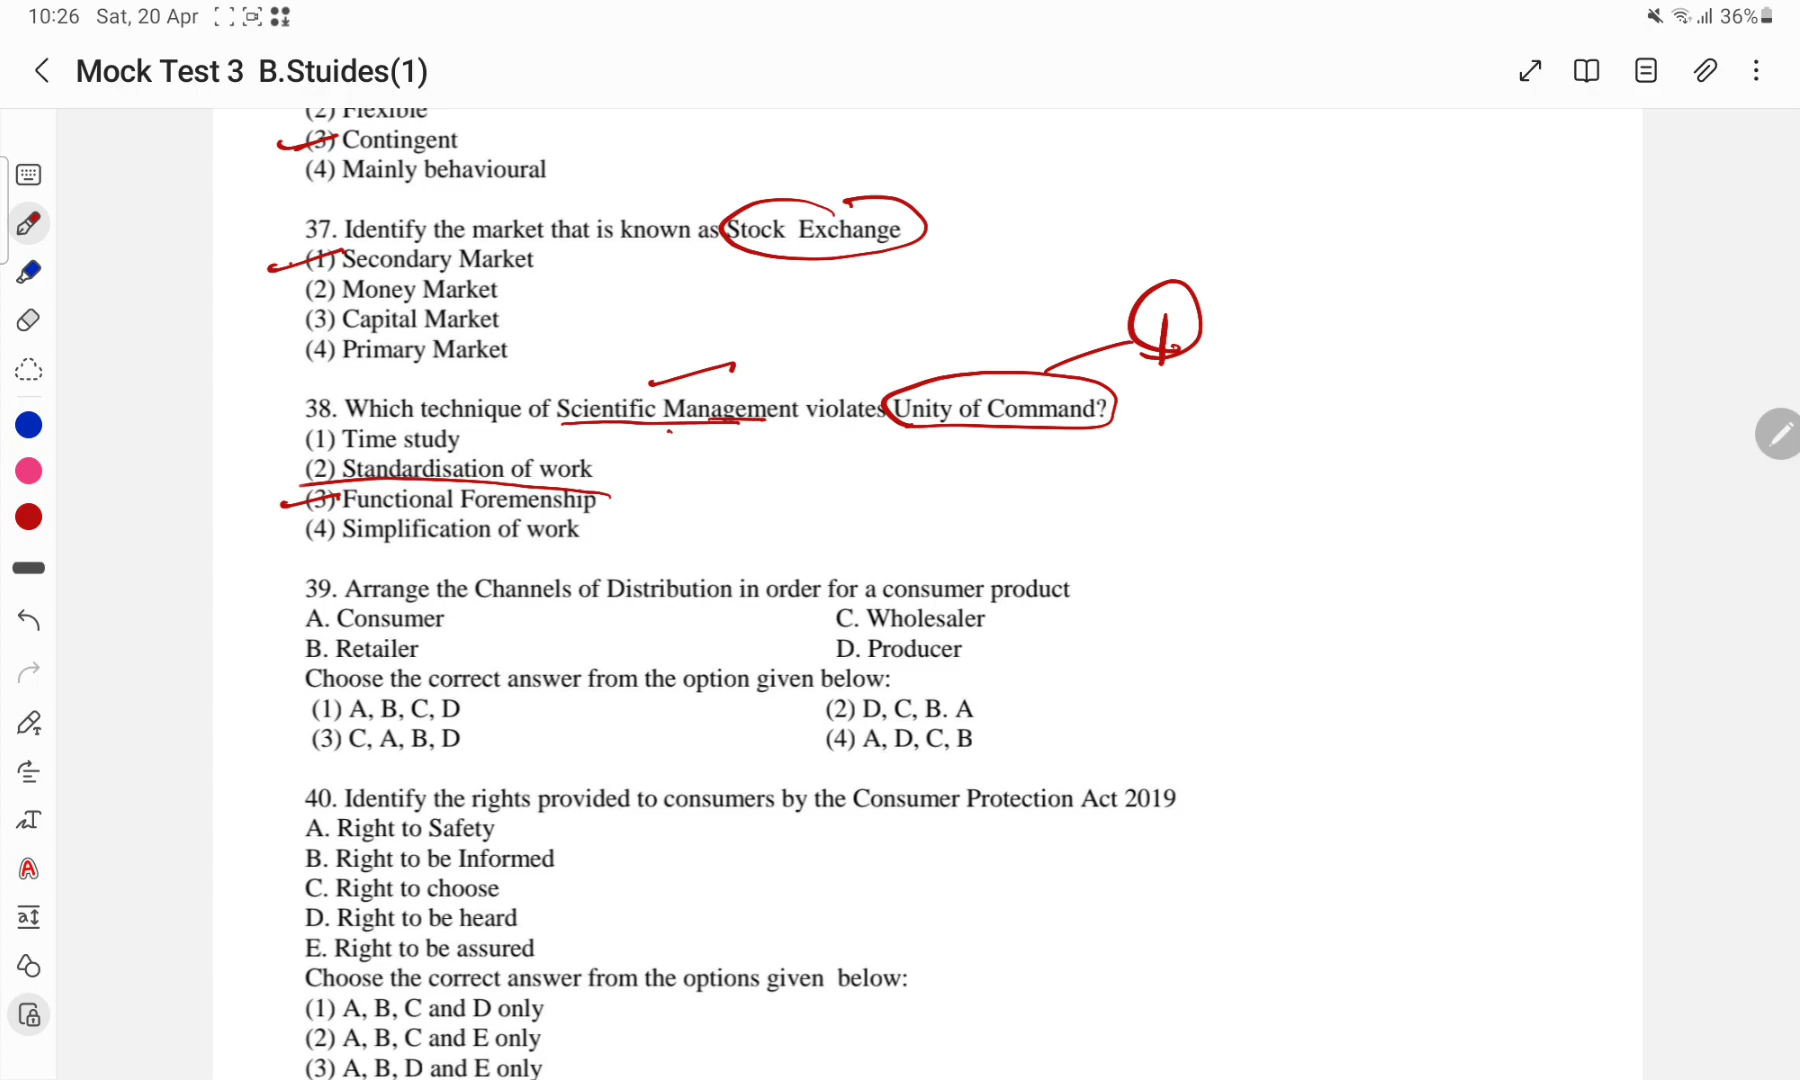 10:26 Sat, 20 Apr
36%
Mock Test 3 B.Stuides(1)
(2) Flexible
(3) Contingent
(4) Mainly behavioural
37. Identify the market that is known as Stock Exchange
(1) Secondary Market
(2) Money Market
(3) Capital Market
(4) Primary Market
38. Which technique of Scientific Management violates Unity of Command?
(1) Time study
(2) Standardisation of work
(3) Functional Foremenship
(4) Simplification of work
39. Arrange the Channels of Distribution in order for a consumer product
A. Consumer C. Wholesaler
B. Retailer D. Producer
Choose the correct answer from the option given below:
(1) A, B, C, D (2) D, C, B. A
(3) C, A, B, D (4) A, D, C, B
40. Identify the rights provided to consumers by the Consumer Protection Act 2019
A. Right to Safety
B. Right to be Informed
C. Right to choose
D. Right to be heard
E. Right to be assured
Choose the correct answer from the options given below:
(1) A, B, C and D only
(2) A, B, C and E only
(3) A, B, D and E only